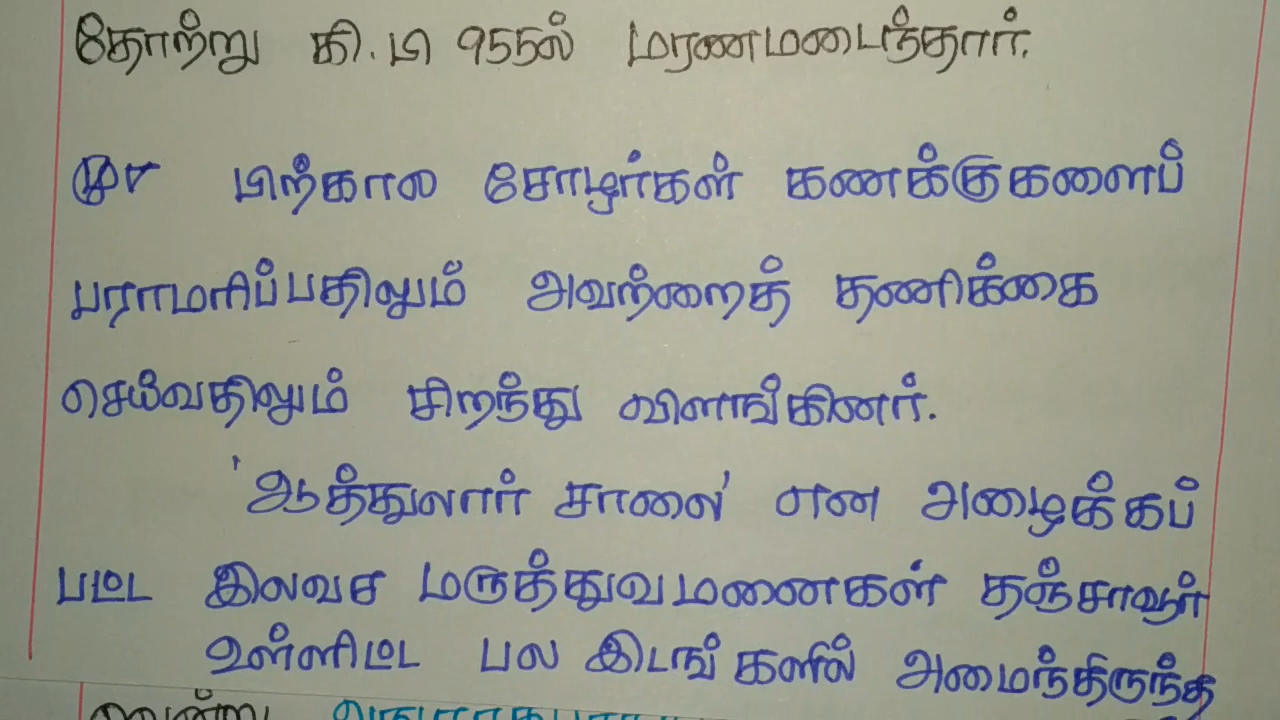 தோற்று கி.பி 955ல் மரணமடைந்தார்.
பிற்கால சோழர்கள் கணக்குகளைப்
பராமரிப்பதிலும் அவற்றைத் தணிக்கை
செய்வதிலும் சிறந்து விளங்கினர்.
'ஆத்துலார் சாலை' என அழைக்கப்
பட்ட இலவச மருத்துவமனைகள் தஞ்சாவூர்
உள்ளிட்ட பல இடங்களில் அமைந்திருந்த